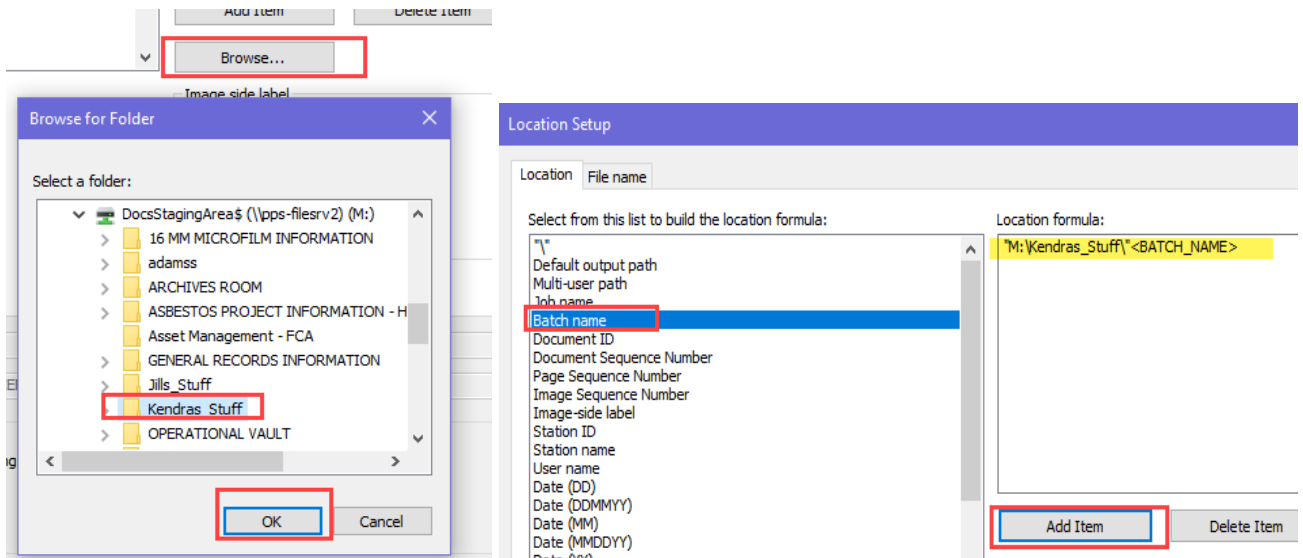 Add Item Delete Item
Browse...
Image side label
Browse for Folder
Select a folder:
DocsStagingArea$ (\\pps-filesrv2) (M:)
16 MM MICROFILM INFORMATION
adamss
ARCHIVES ROOM
ASBESTOS PROJECT INFORMATION - H
Asset Management - FCA
GENERAL RECORDS INFORMATION
Jills_Stuff
Kendras_Stuff
OPERATIONAL VAULT
OK Cancel
Location Setup
Location File name
Select from this list to build the location formula:
"\"
Default output path
Multi-user path
Job name
Batch name
Document ID
Document Sequence Number
Page Sequence Number
Image Sequence Number
Image-side label
Station ID
Station name
User name
Date (DD)
Date (DDMMYY)
Date (MM)
Date (MMDDYY)
Location formula:
"M:\Kendras_Stuff\"<BATCH_NAME>
Add Item Delete Item